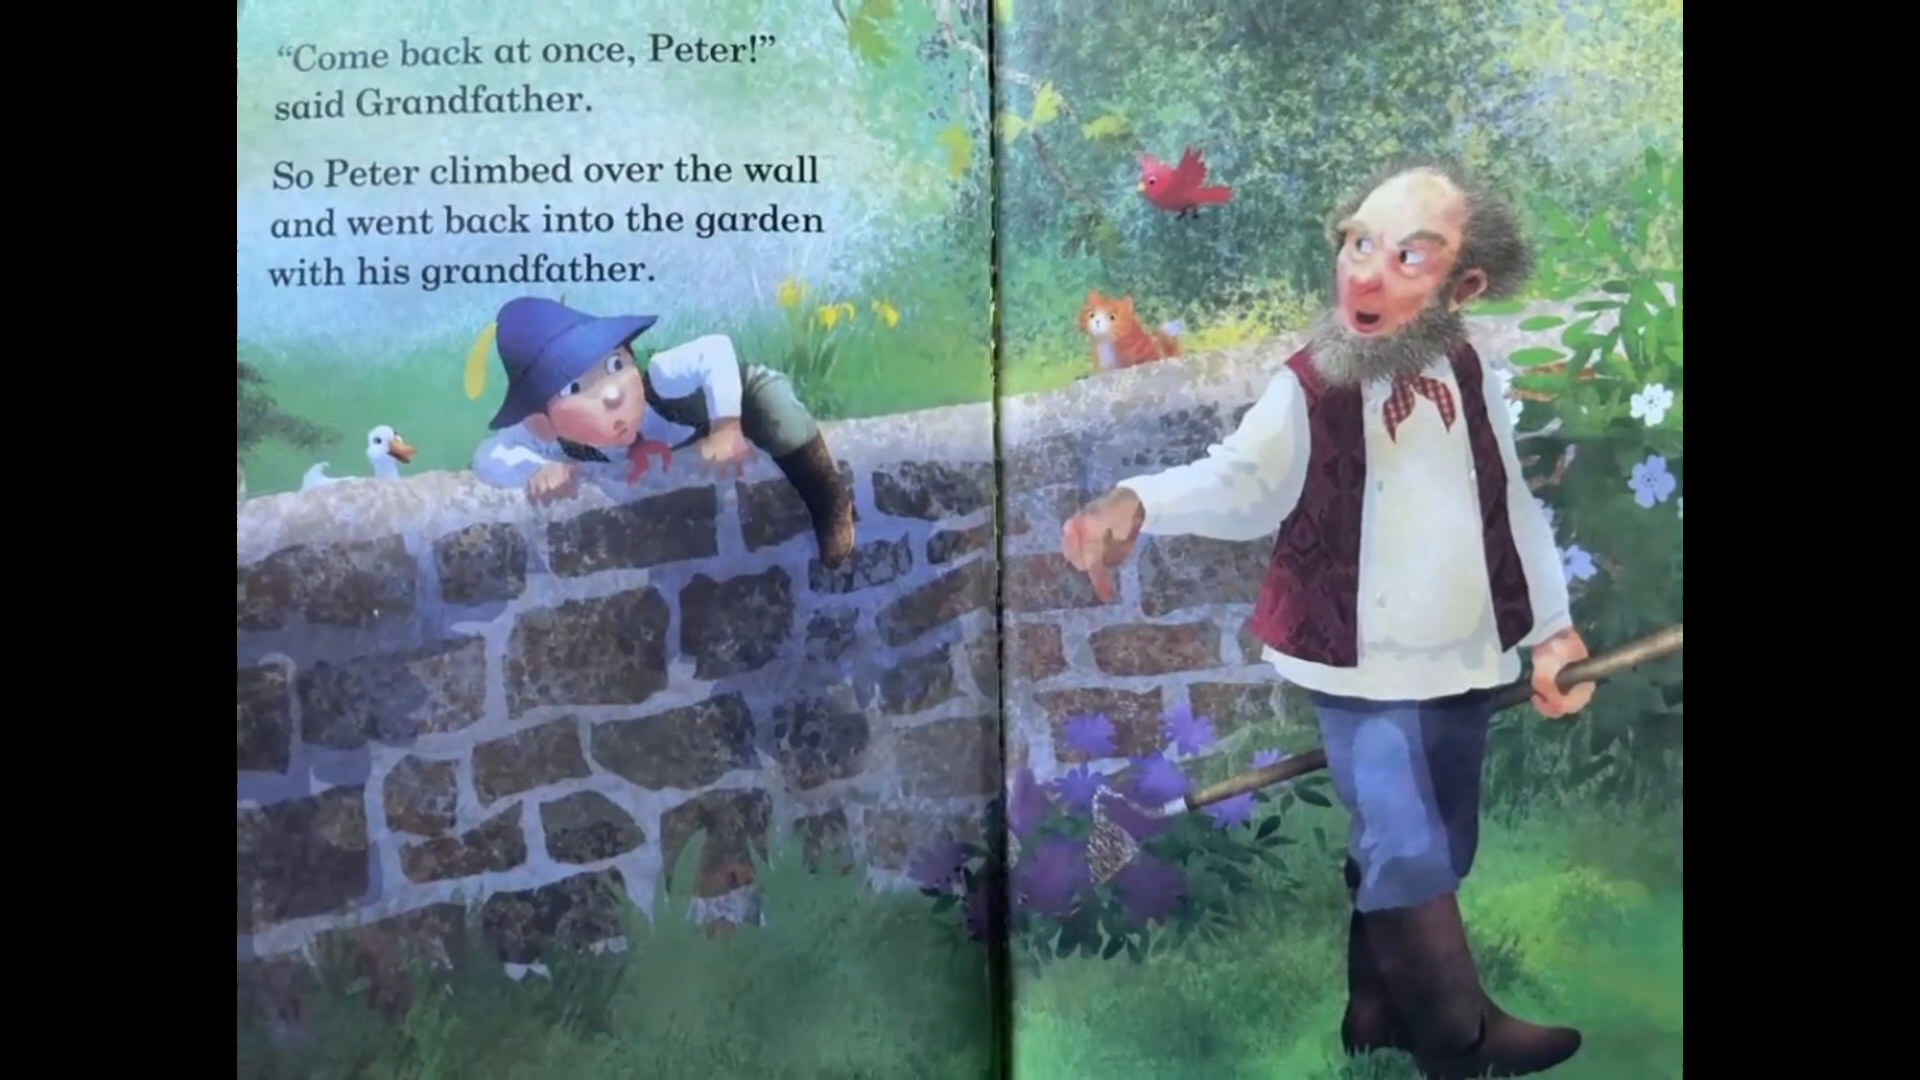 “Come back at once, Peter!”
said Grandfather.
So Peter climbed over the wall
and went back into the garden
with his grandfather.